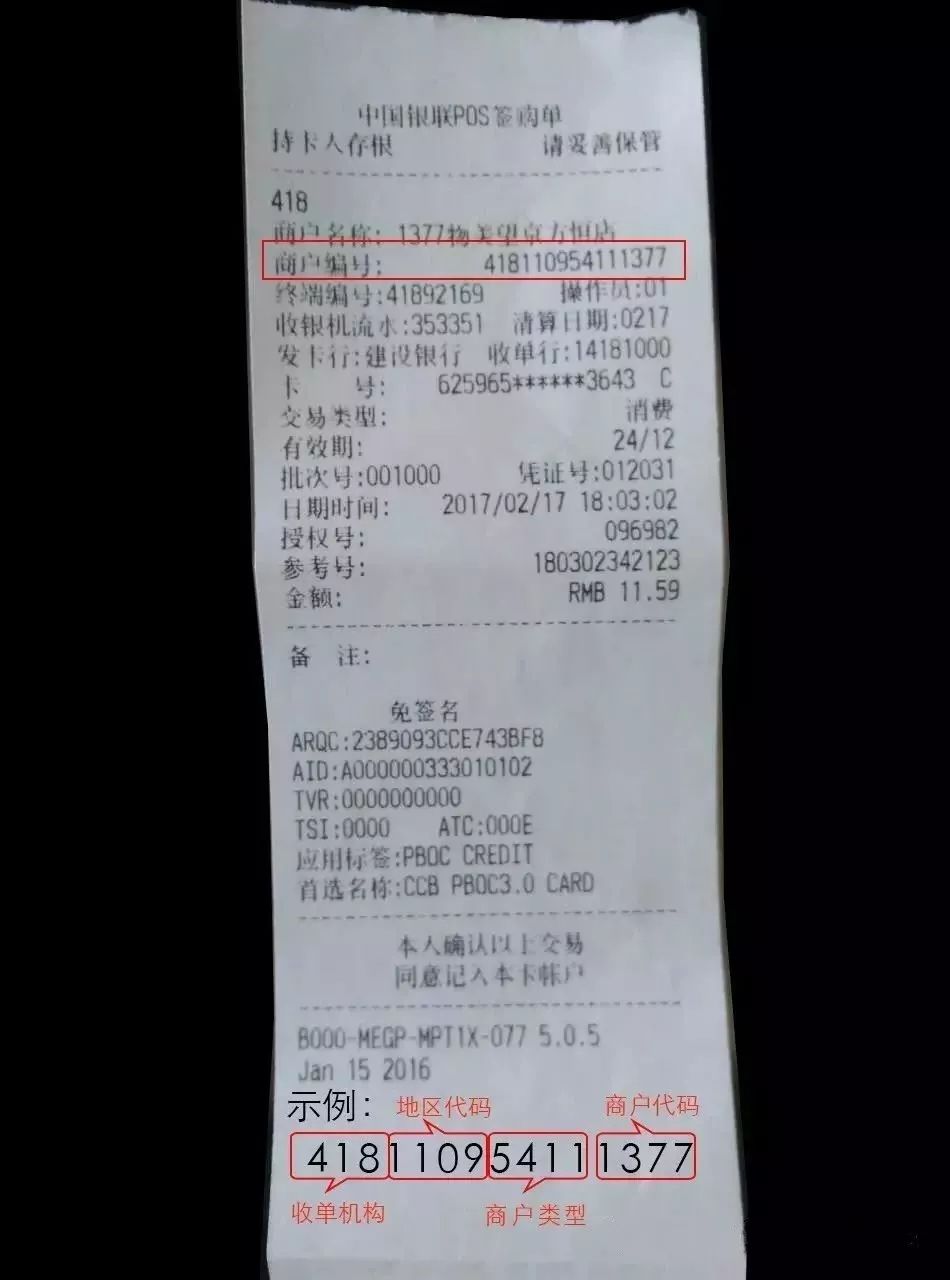 中国银联POS签购单
持卡人存根 请妥善保管
418
商户名称: 1377物美望京方恒店
商户编号: 418110954111377
终端编号:41892169 操作员:01
收银机流水:353351 清算日期:0217
发卡行:建设银行 收单行:14181000
卡 号: 625965******3643 C
交易类型: 消费
有效期: 24/12
批次号:001000 凭证号:012031
日期时间: 2017/02/17 18:03:02
授权号: 096982
参考号: 180302342123
金额: RMB 11.59
备 注:
免签名
ARQC:2389093CCE743BF8
AID:A000000333010102
TVR:0000000000
TSI:0000 ATC:000E
应用标签:PBOC CREDIT
首选名称:CCB PBOC3.0 CARD
本人确认以上交易
同意记入本卡帐户
B000-MEGP-MPT1X-077 5.0.5
Jan 15 2016
示例: 地区代码 商户代码
418 1109 5411 1377
收单机构 商户类型